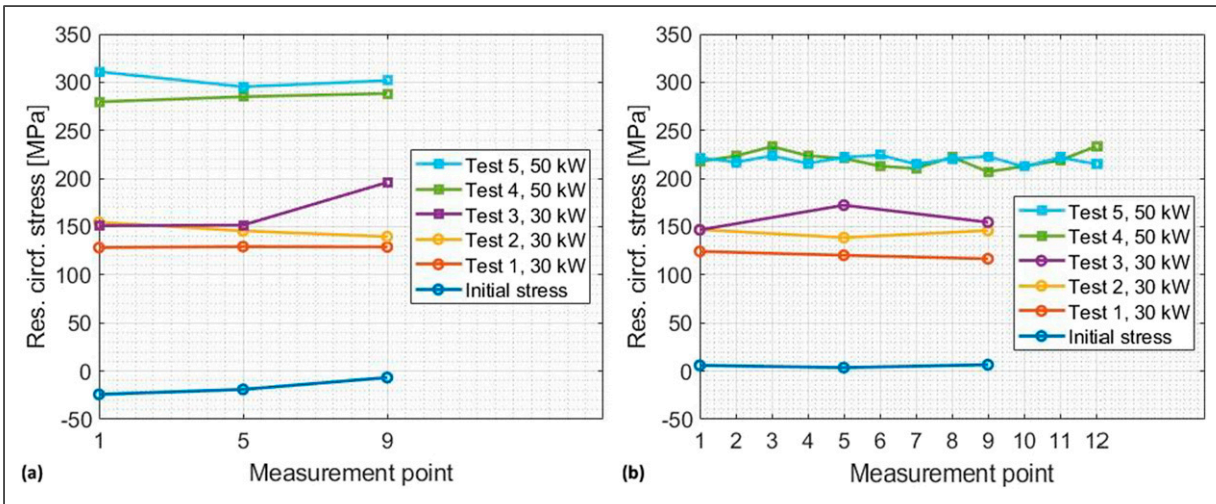 350
300
250
200
150
100
50
0
-50
Res. circf. stress [MPa]
Test 5, 50 kW
Test 4, 50 kW
Test 3, 30 kW
Test 2, 30 kW
Test 1, 30 kW
Initial stress
1 5 9
(a) Measurement point
350
300
250
200
150
100
50
0
-50
Res. circf. stress [MPa]
Test 5, 50 kW
Test 4, 50 kW
Test 3, 30 kW
Test 2, 30 kW
Test 1, 30 kW
Initial stress
1 2 3 4 5 6 7 8 9 10 11 12
(b) Measurement point